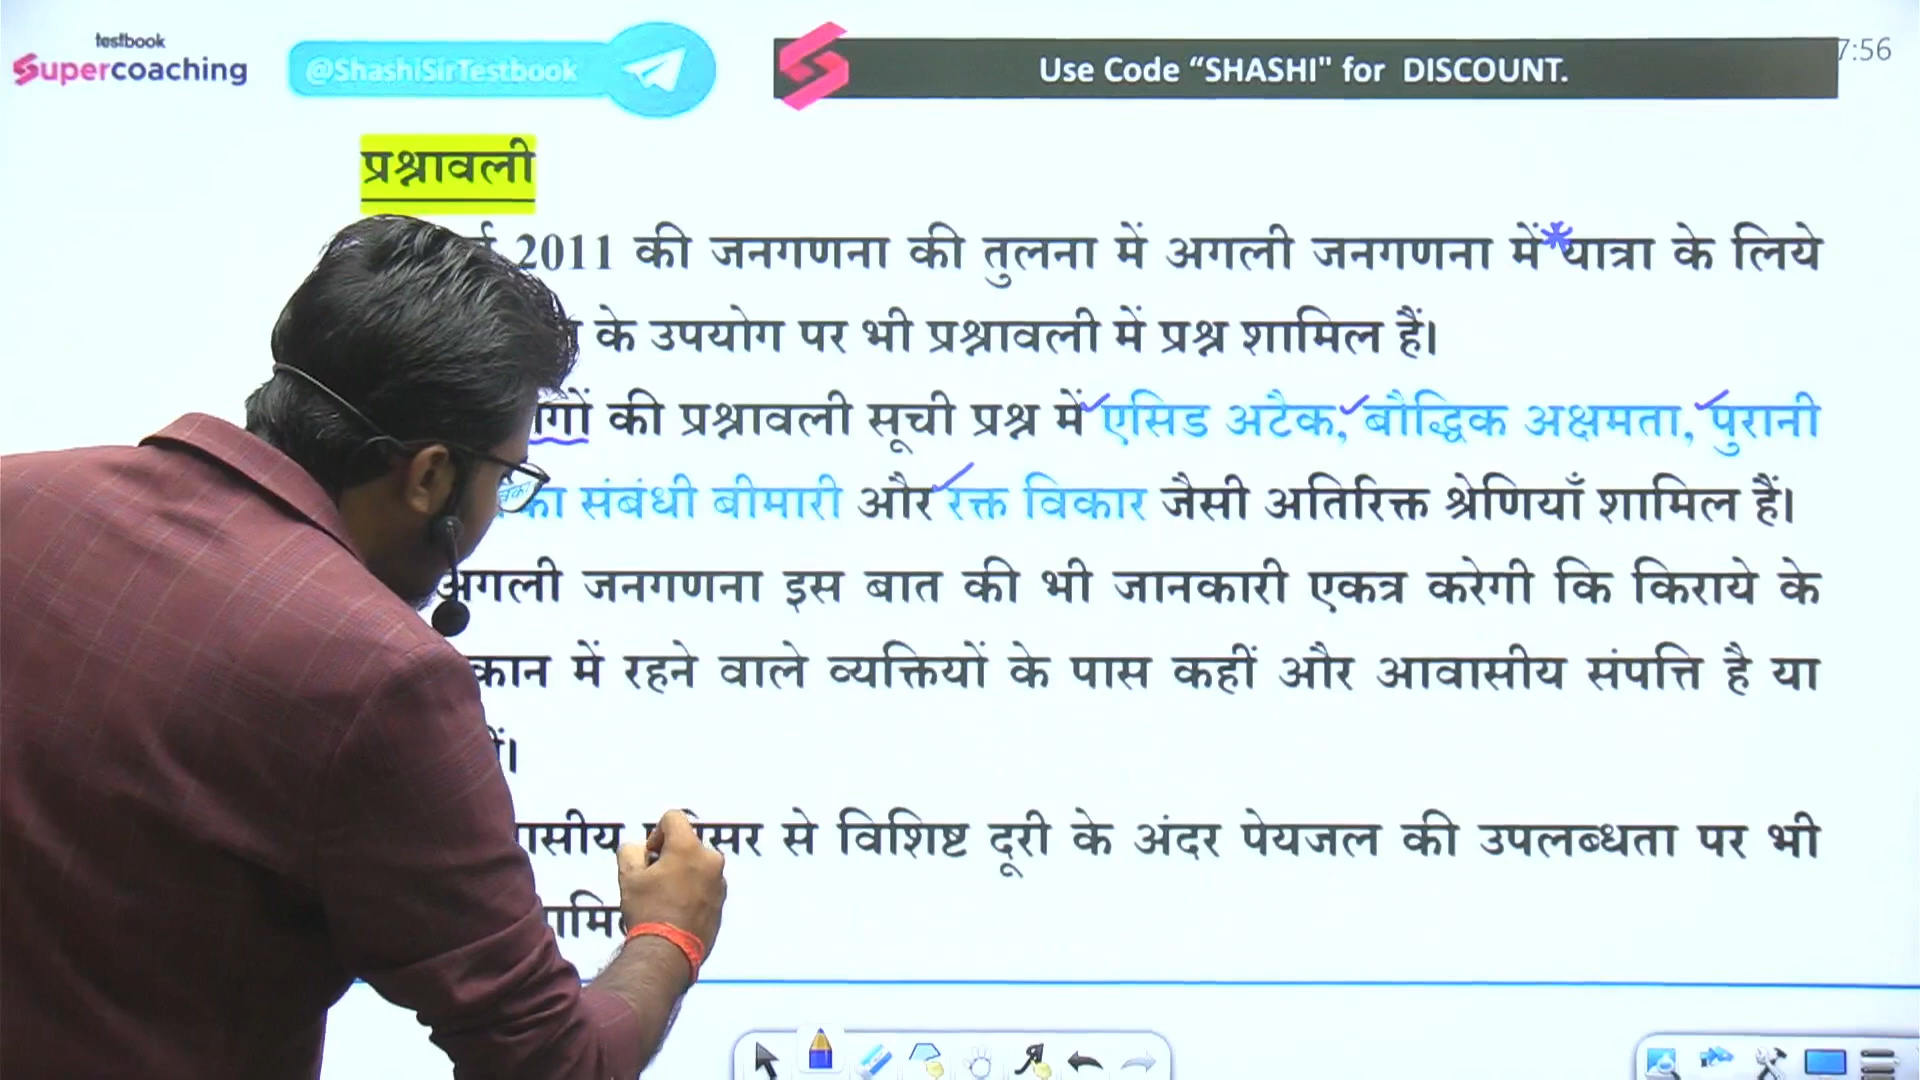 testbook
Supercoaching
@ShashiSirTestbook
Use Code “SHASHI" for DISCOUNT.
7:56
प्रश्नावली
2011 की जनगणना की तुलना में अगली जनगणना में यात्रा के लिये
के उपयोग पर भी प्रश्नावली में प्रश्न शामिल हैं।
की प्रश्नावली सूची प्रश्न में एसिड अटैक, बौद्धिक अक्षमता, पुरानी
संबंधी बीमारी और रक्त विकार जैसी अतिरिक्त श्रेणियाँ शामिल हैं।
अगली जनगणना इस बात की भी जानकारी एकत्र करेगी कि किराये के
में रहने वाले व्यक्तियों के पास कहीं और आवासीय संपत्ति है या
से विशिष्ट दूरी के अंदर पेयजल की उपलब्धता पर भी